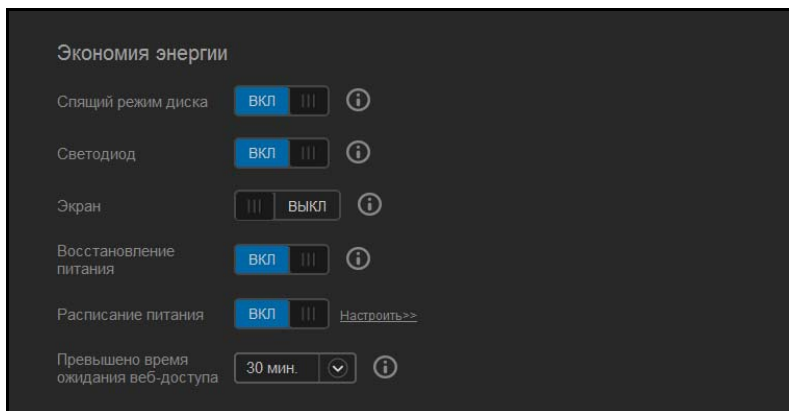 Экономия энергии
Спящий режим диска ВКЛ
Светодиод ВКЛ
Экран ВЫКЛ
Восстановление
питания ВКЛ
Расписание питания ВКЛ Настроить>>
Превышено время
ожидания веб-доступа 30 мин.